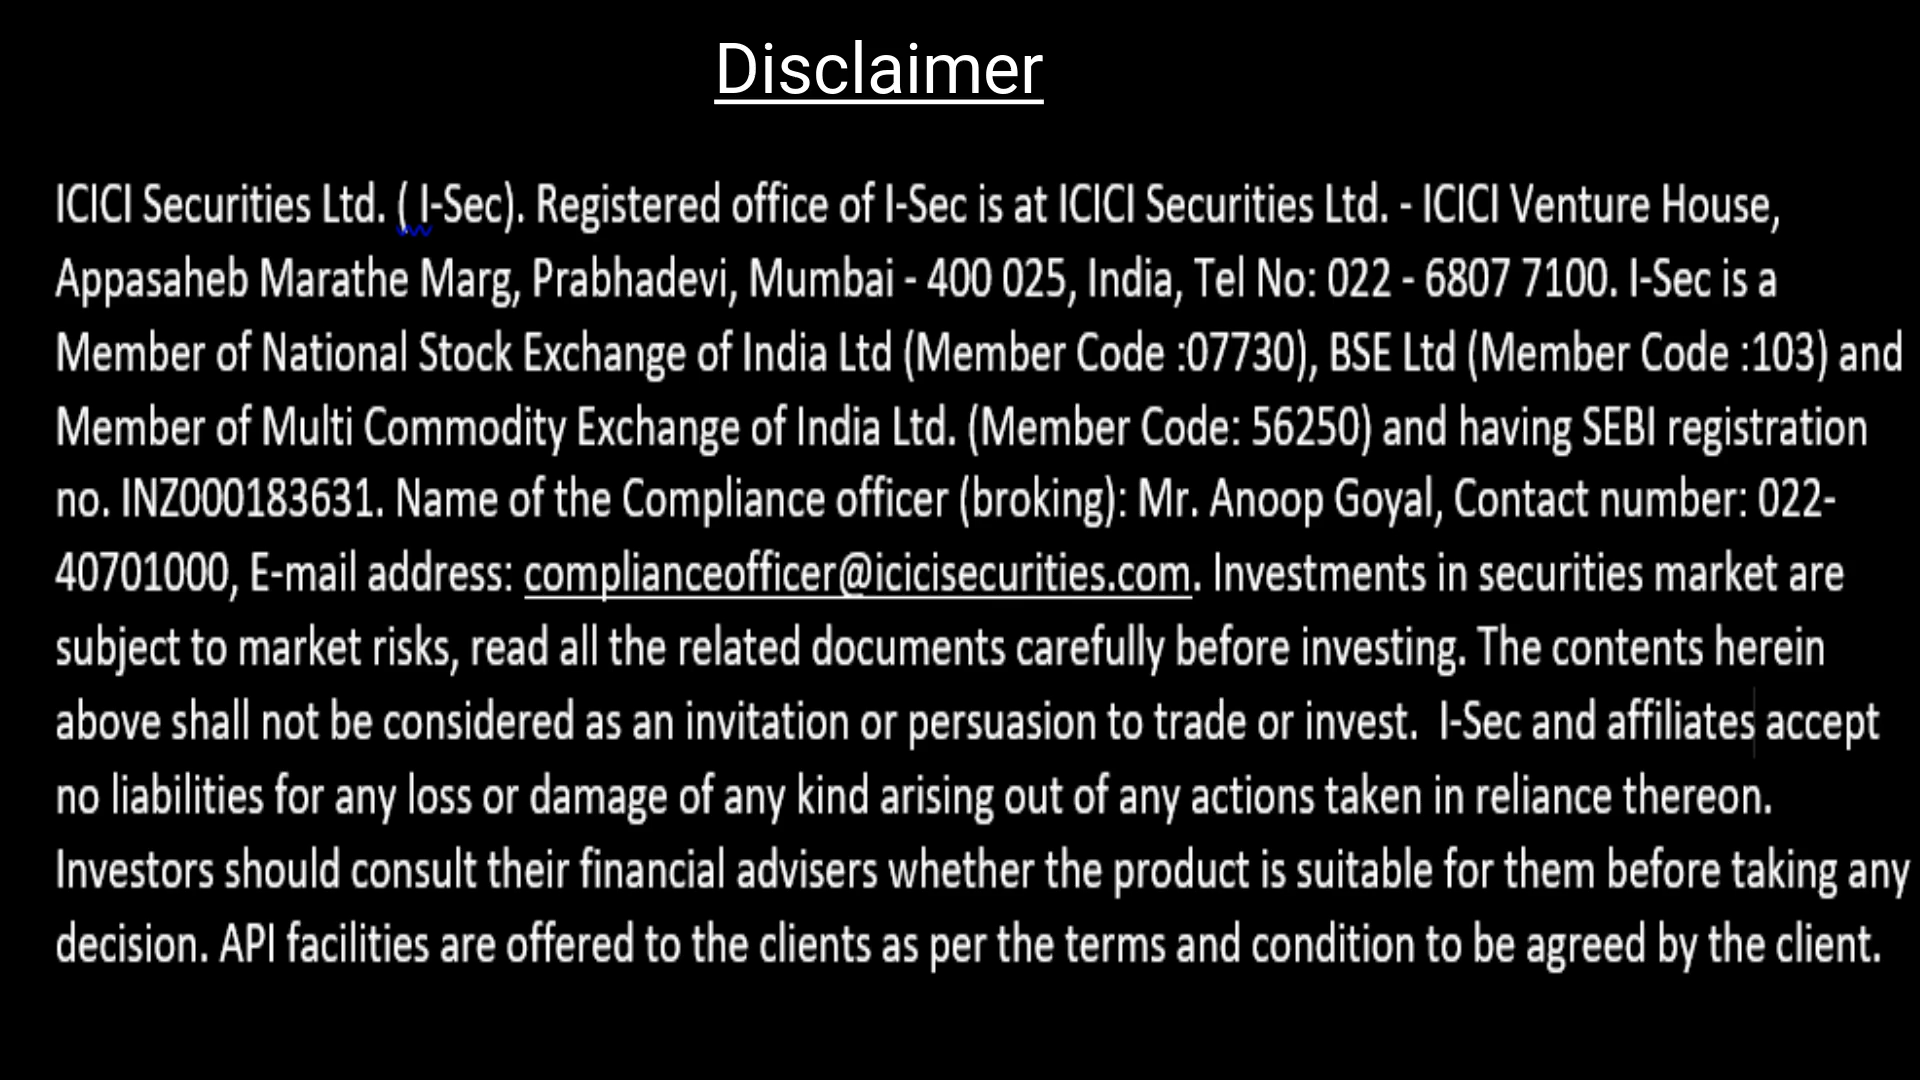 Disclaimer
ICICI Securities Ltd. ( I-Sec). Registered office of I-Sec is at ICICI Securities Ltd. - ICICI Venture House,
Appasaheb Marathe Marg, Prabhadevi, Mumbai - 400 025, India, Tel No: 022 - 6807 7100. I-Sec is a
Member of National Stock Exchange of India Ltd (Member Code :07730), BSE Ltd (Member Code :103) and
Member of Multi Commodity Exchange of India Ltd. (Member Code: 56250) and having SEBI registration
no. INZ000183631. Name of the Compliance officer (broking): Mr. Anoop Goyal, Contact number: 022-
40701000, E-mail address: complianceofficer@icicisecurities.com. Investments in securities market are
subject to market risks, read all the related documents carefully before investing. The contents herein
above shall not be considered as an invitation or persuasion to trade or invest.  I-Sec and affiliates accept
no liabilities for any loss or damage of any kind arising out of any actions taken in reliance thereon.
Investors should consult their financial advisers whether the product is suitable for them before taking any
decision. API facilities are offered to the clients as per the terms and condition to be agreed by the client.